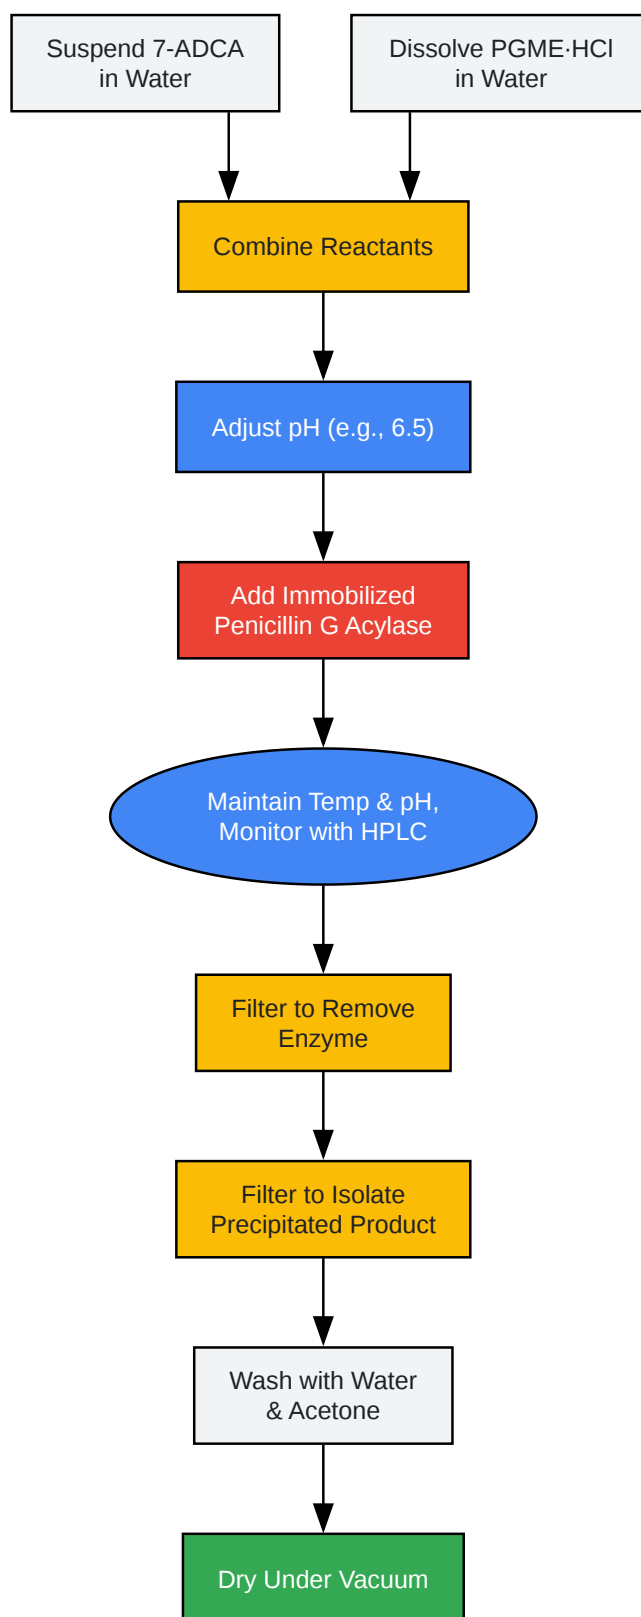 Suspend 7-ADCA
in Water
Dissolve PGME·HCl
in Water
Combine Reactants
Adjust pH (e.g., 6.5)
Add Immobilized
Penicillin G Acylase
Maintain Temp & pH,
Monitor with HPLC
Filter to Remove
Enzyme
Filter to Isolate
Precipitated Product
Wash with Water
& Acetone
Dry Under Vacuum